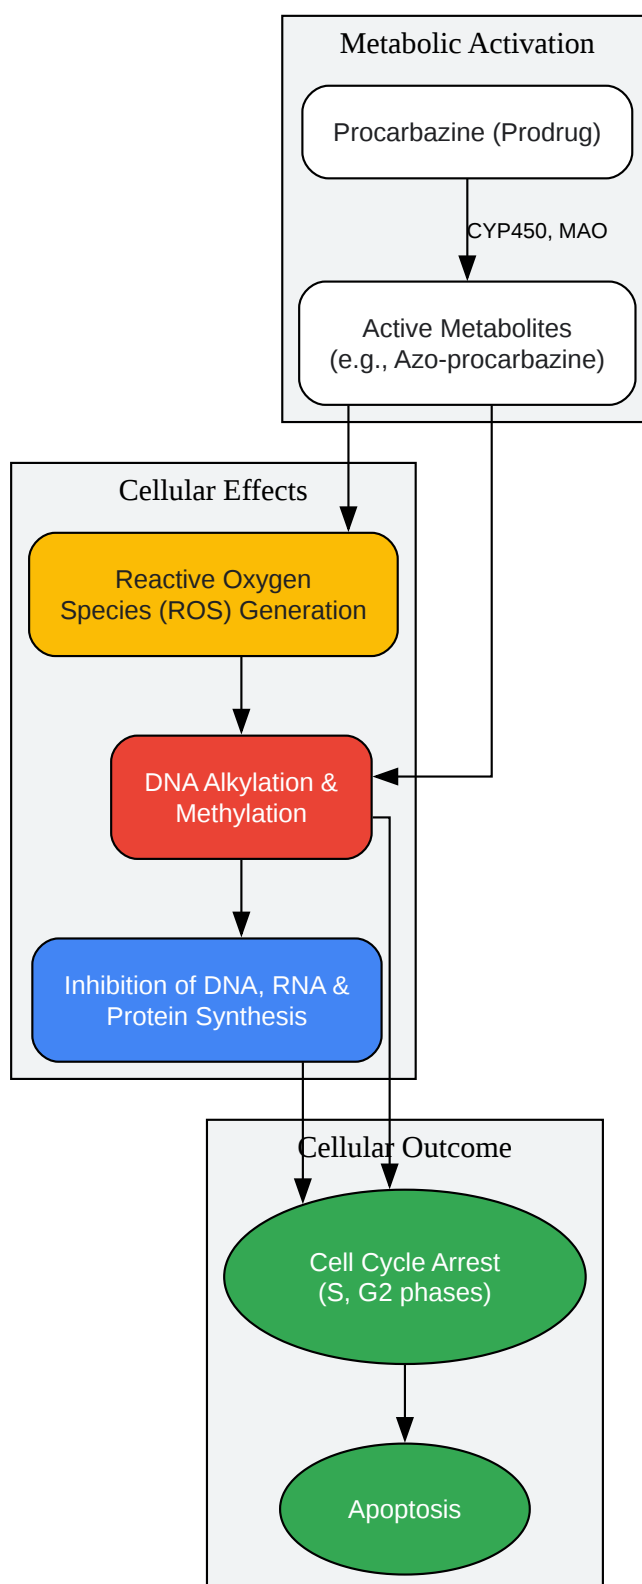 Metabolic Activation
Procarbazine (Prodrug)
CYP450, MAO
Active Metabolites
(e.g., Azo-procarbazine)
Cellular Effects
Reactive Oxygen
Species (ROS) Generation
DNA Alkylation &
Methylation
Inhibition of DNA, RNA &
Protein Synthesis
Cellular Outcome
Cell Cycle Arrest
(S, G2 phases)
Apoptosis